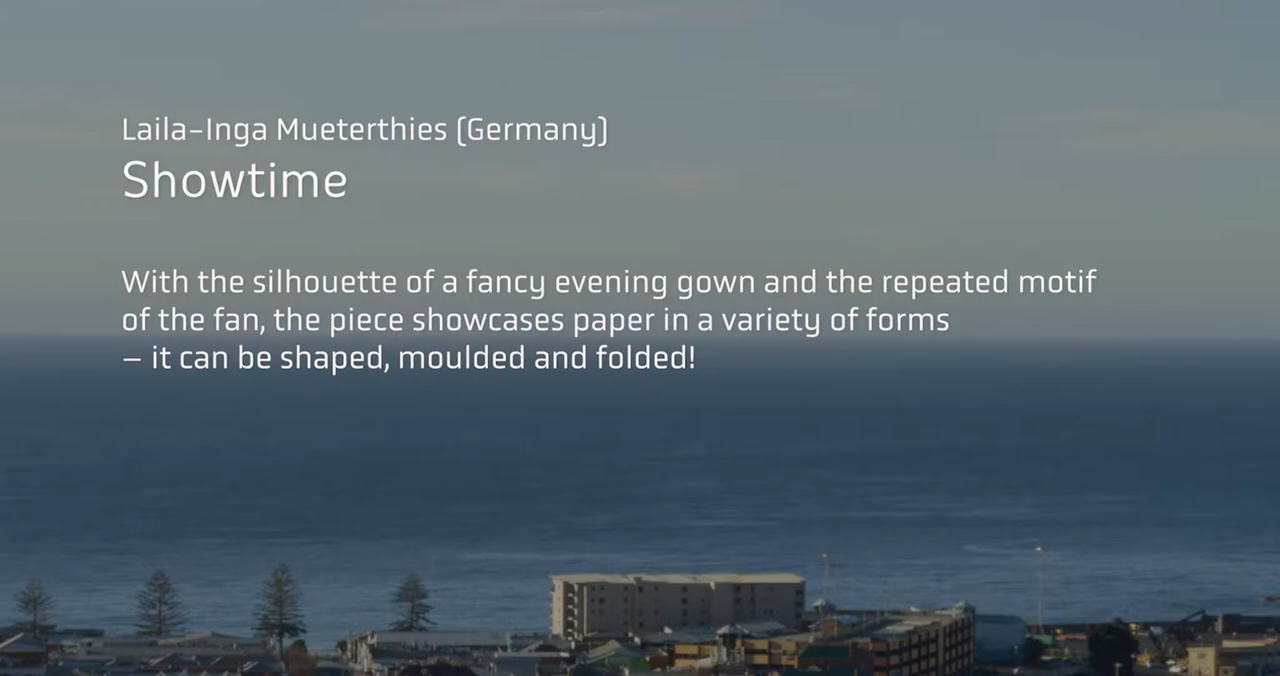 Laila-Inga Mueterthies (Germany)
Showtime
With the silhouette of a fancy evening gown and the repeated motif
of the fan, the piece showcases paper in a variety of forms
– it can be shaped, moulded and folded!